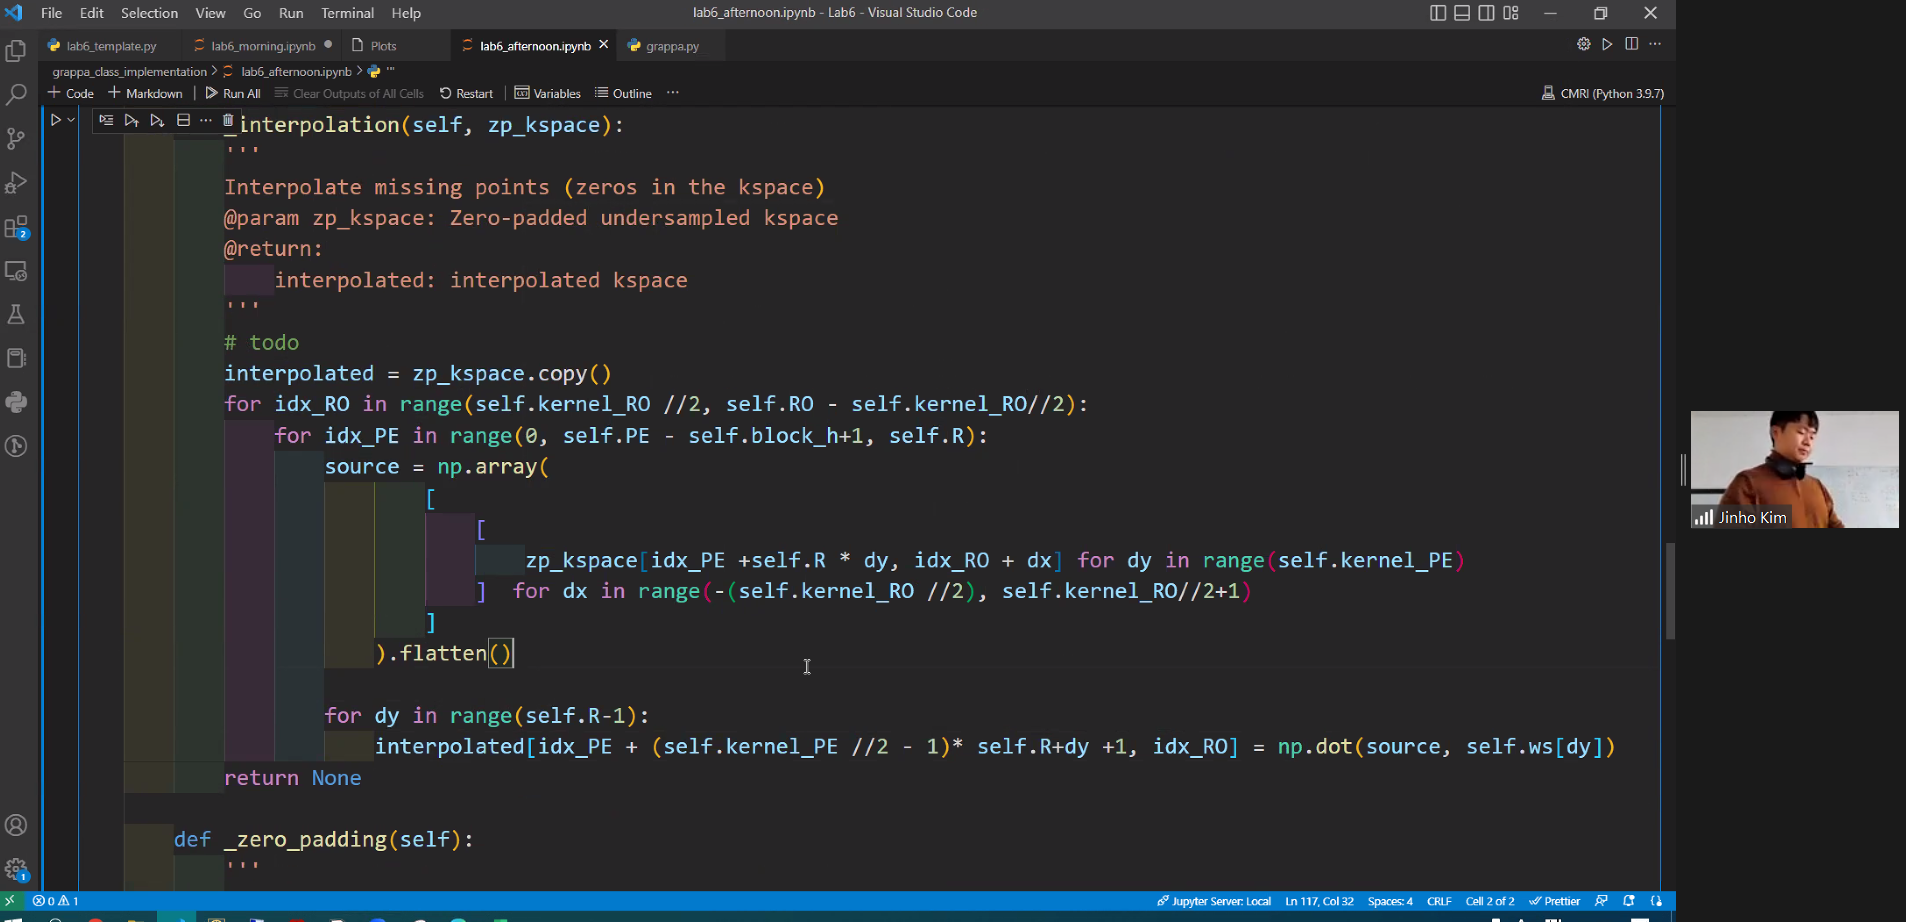 File Edit Selection View Go Run Terminal Help
lab6_afternoon.ipynb - Lab6 - Visual Studio Code
lab6_template.py lab6_morning.ipynb Plots lab6_afternoon.ipynb grappa.py
grappa_class_implementation > lab6_afternoon.ipynb > '''
+ Code + Markdown Run All Clear Outputs of All Cells Restart Variables Outline ... CMRI (Python 3.9.7)
_interpolation(self, zp_kspace):
'''
Interpolate missing points (zeros in the kspace)
@param zp_kspace: Zero-padded undersampled kspace
@return:
interpolated: interpolated kspace
'''
# todo
interpolated = zp_kspace.copy()
for idx_RO in range(self.kernel_RO //2, self.RO - self.kernel_RO//2):
for idx_PE in range(0, self.PE - self.block_h+1, self.R):
source = np.array(
[
[
zp_kspace[idx_PE +self.R * dy, idx_RO + dx] for dy in range(self.kernel_PE)
] for dx in range(-(self.kernel_RO //2), self.kernel_RO//2+1)
]
).flatten()
for dy in range(self.R-1):
interpolated[idx_PE + (self.kernel_PE //2 - 1)* self.R+dy +1, idx_RO] = np.dot(source, self.ws[dy])
return None
def _zero_padding(self):
'''
2
1
0 1
Jupyter Server: Local Ln 117, Col 32 Spaces: 4 CRLF Cell 2 of 2 Prettier
Jinho Kim